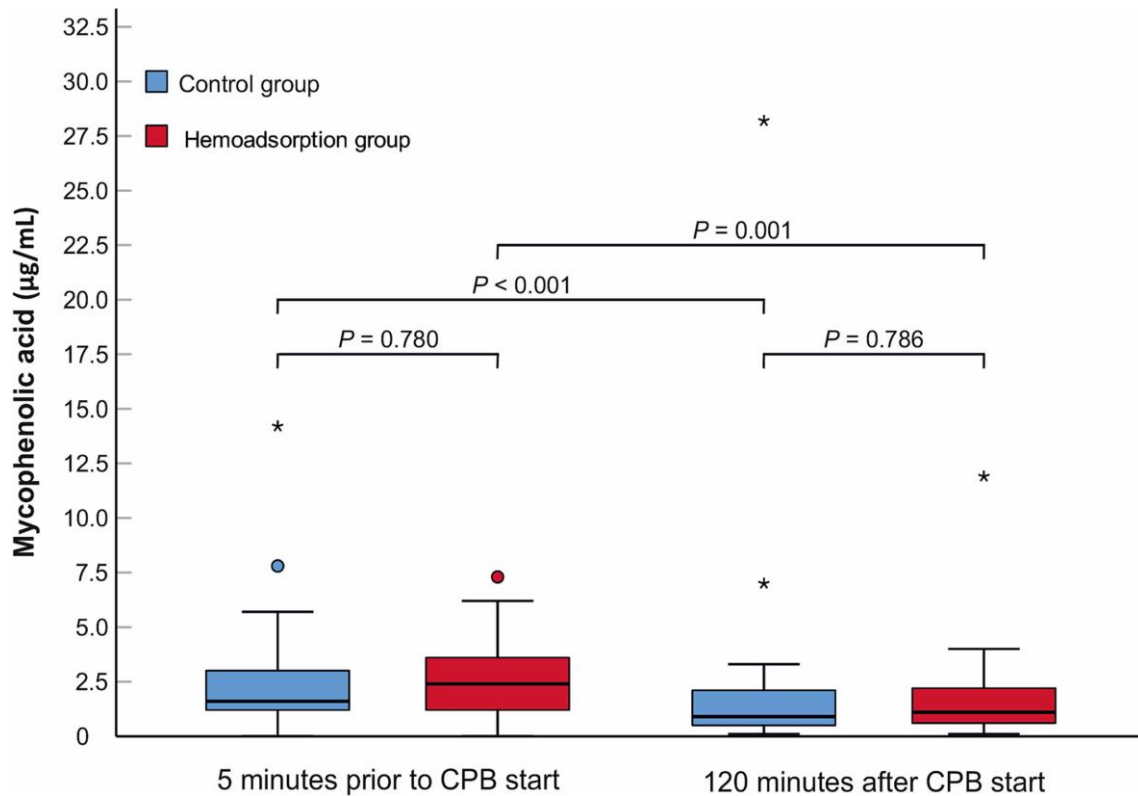 Mycophenolic acid (µg/mL)
32.5
30.0
27.5
25.0
22.5
20.0
17.5
15.0
12.5
10.0
7.5
5.0
2.5
0
Control group
Hemoadsorption group
P = 0.001
P < 0.001
P = 0.780
P = 0.786
*
*
*
*
5 minutes prior to CPB start
120 minutes after CPB start